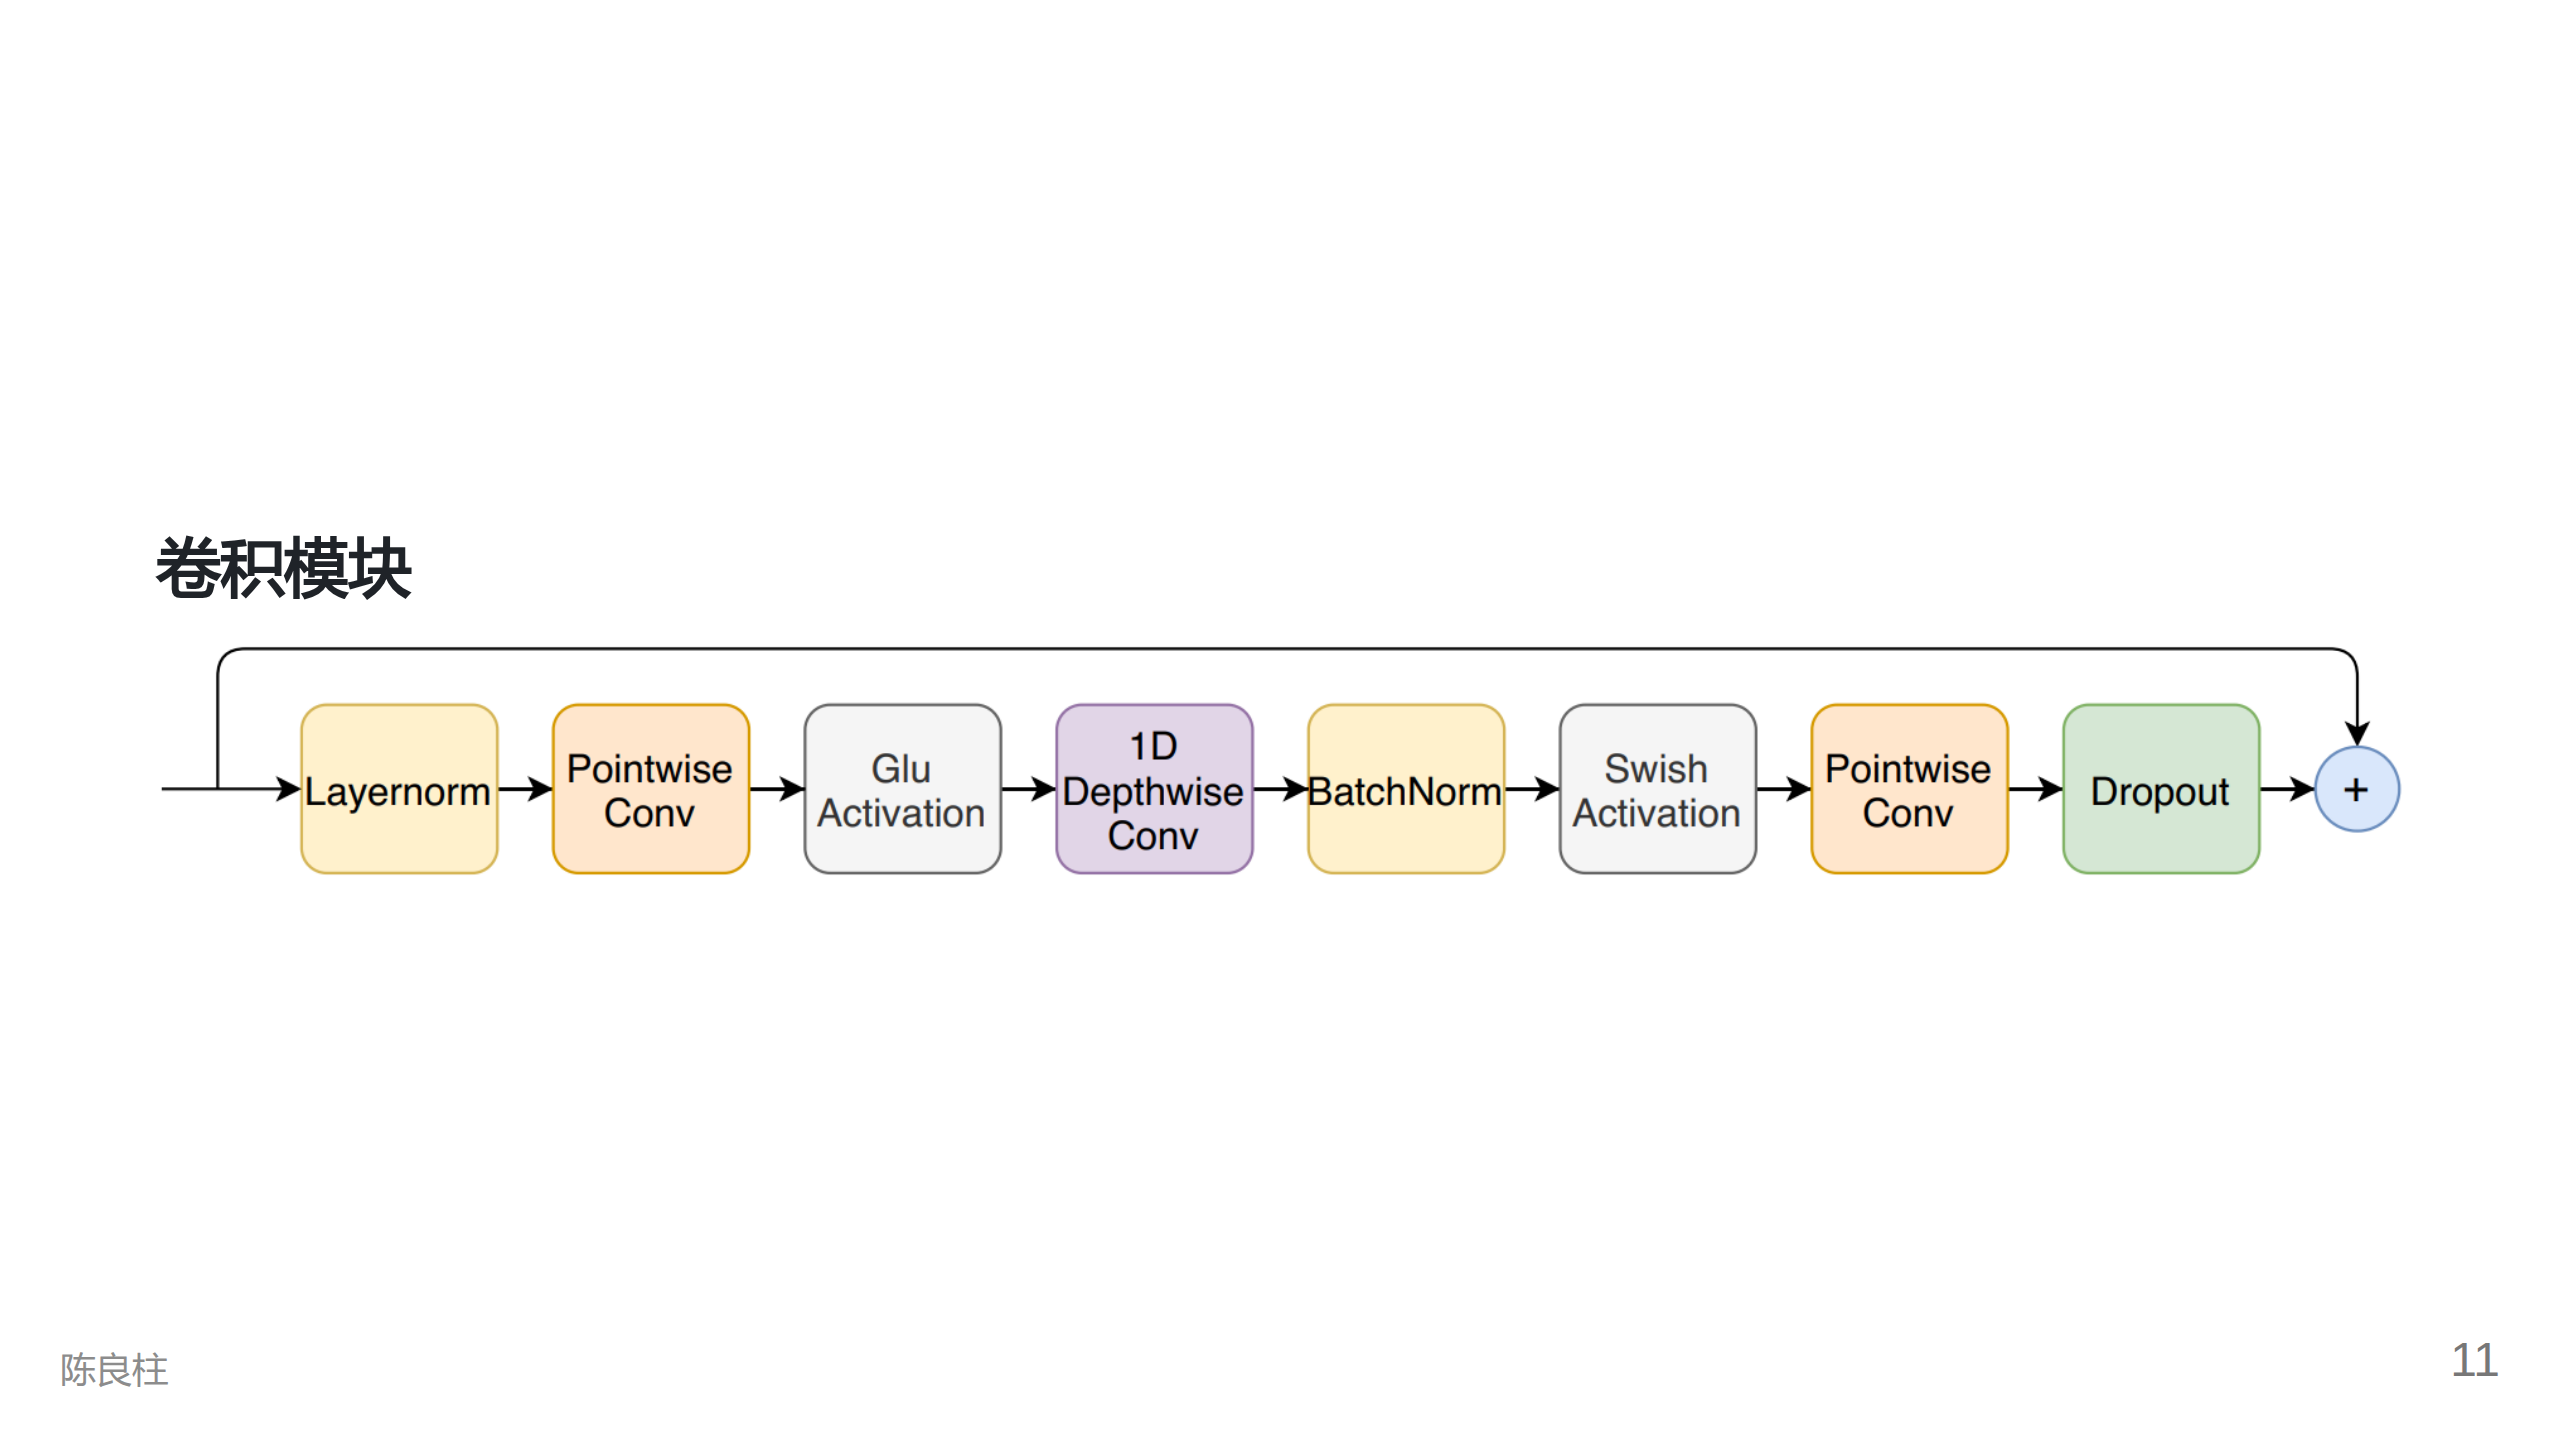 卷积模块
Layernorm
Pointwise
Conv
Glu
Activation
1D
Depthwise
Conv
BatchNorm
Swish
Activation
Pointwise
Conv
Dropout
+
陈良柱
11